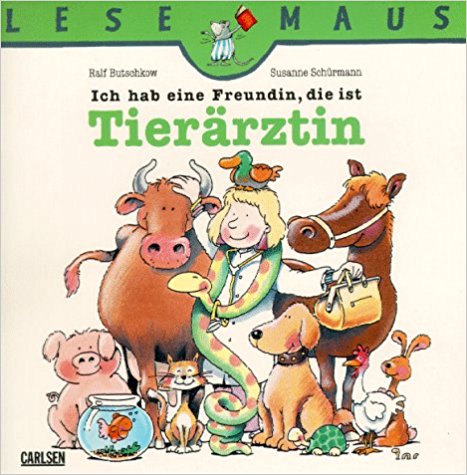 LESE MAUS
Ralf Butschkow Susanne Schürmann
Ich hab eine Freundin, die ist
Tierärztin
CARLSEN